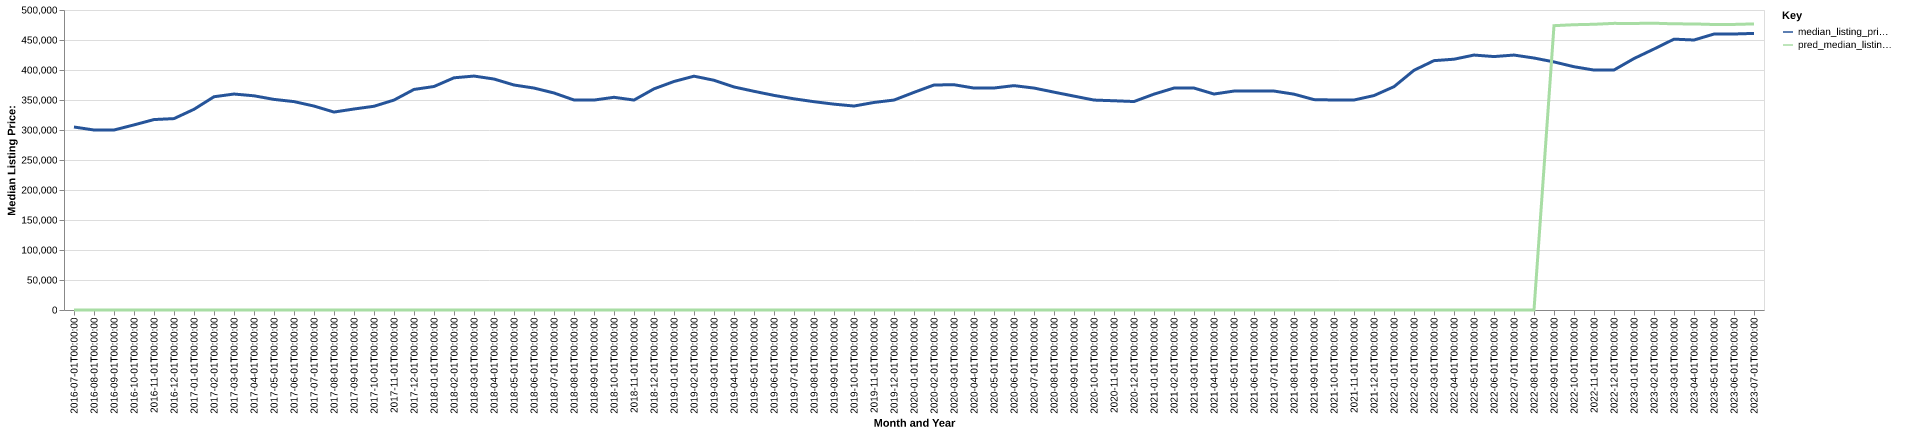 500,000
450,000
400,000
350,000
300,000
250,000
200,000
150,000
100,000
50,000
0
Median Listing Price:
2016-07-01T00:00:00
2016-08-01T00:00:00
2016-09-01T00:00:00
2016-10-01T00:00:00
2016-11-01T00:00:00
2016-12-01T00:00:00
2017-01-01T00:00:00
2017-02-01T00:00:00
2017-03-01T00:00:00
2017-04-01T00:00:00
2017-05-01T00:00:00
2017-06-01T00:00:00
2017-07-01T00:00:00
2017-08-01T00:00:00
2017-09-01T00:00:00
2017-10-01T00:00:00
2017-11-01T00:00:00
2017-12-01T00:00:00
2018-01-01T00:00:00
2018-02-01T00:00:00
2018-03-01T00:00:00
2018-04-01T00:00:00
2018-05-01T00:00:00
2018-06-01T00:00:00
2018-07-01T00:00:00
2018-08-01T00:00:00
2018-09-01T00:00:00
2018-10-01T00:00:00
2018-11-01T00:00:00
2018-12-01T00:00:00
2019-01-01T00:00:00
2019-02-01T00:00:00
2019-03-01T00:00:00
2019-04-01T00:00:00
2019-05-01T00:00:00
2019-06-01T00:00:00
2019-07-01T00:00:00
2019-08-01T00:00:00
2019-09-01T00:00:00
2019-10-01T00:00:00
2019-11-01T00:00:00
2019-12-01T00:00:00
2020-01-01T00:00:00
2020-02-01T00:00:00
2020-03-01T00:00:00
2020-04-01T00:00:00
2020-05-01T00:00:00
2020-06-01T00:00:00
2020-07-01T00:00:00
2020-08-01T00:00:00
2020-09-01T00:00:00
2020-10-01T00:00:00
2020-11-01T00:00:00
2020-12-01T00:00:00
2021-01-01T00:00:00
2021-02-01T00:00:00
2021-03-01T00:00:00
2021-04-01T00:00:00
2021-05-01T00:00:00
2021-06-01T00:00:00
2021-07-01T00:00:00
2021-08-01T00:00:00
2021-09-01T00:00:00
2021-10-01T00:00:00
2021-11-01T00:00:00
2021-12-01T00:00:00
2022-01-01T00:00:00
2022-02-01T00:00:00
2022-03-01T00:00:00
2022-04-01T00:00:00
2022-05-01T00:00:00
2022-06-01T00:00:00
2022-07-01T00:00:00
2022-08-01T00:00:00
2022-09-01T00:00:00
2022-10-01T00:00:00
2022-11-01T00:00:00
2022-12-01T00:00:00
2023-01-01T00:00:00
2023-02-01T00:00:00
2023-03-01T00:00:00
2023-04-01T00:00:00
2023-05-01T00:00:00
2023-06-01T00:00:00
2023-07-01T00:00:00
Month and Year
Key
median_listing_pri…
pred_median_listin…